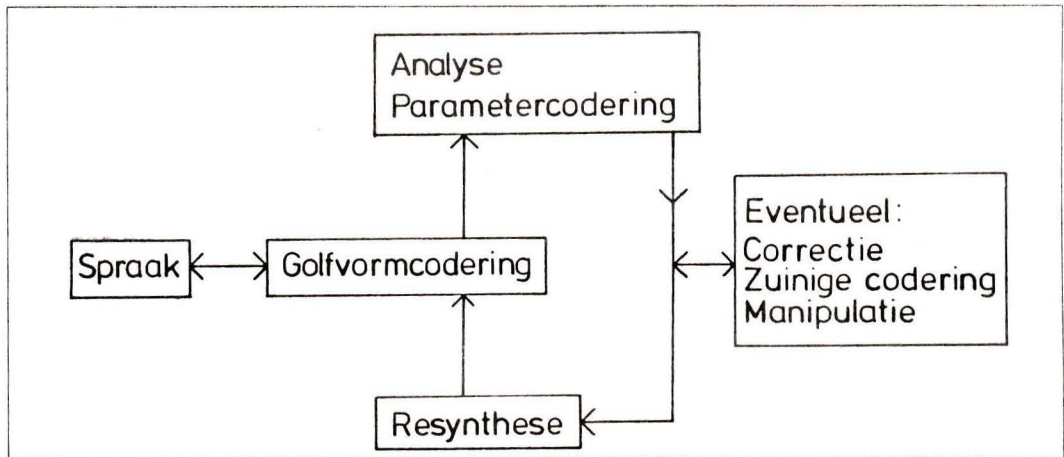 Analyse
Parametercodering
Eventueel:
Correctie
Zuinige codering
Manipulatie
Spraak
Golfvormcodering
Resynthese